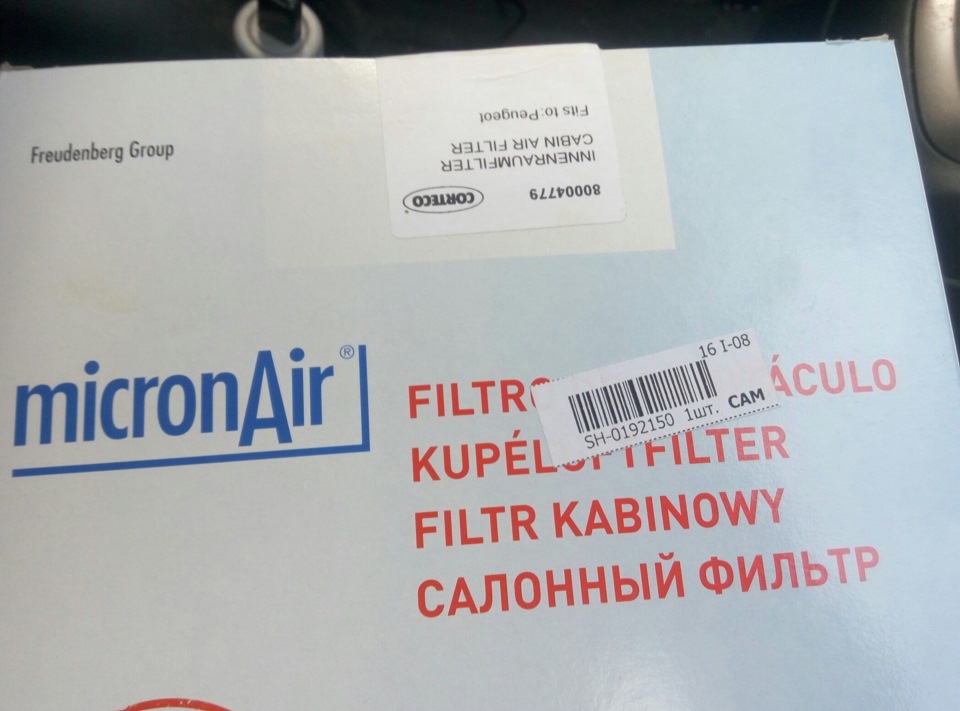 Freudenberg Group
CORTECO 80004779
INNENRAUMFILTER
CABIN AIR FILTER
Fits to: Peugeot
micronAir®
16 I-08
SH-0192150 1шт. САМ
FILTRO ÁCULO
FILTER
FILTR KABINOWY
САЛОННЫЙ ФИЛЬТР